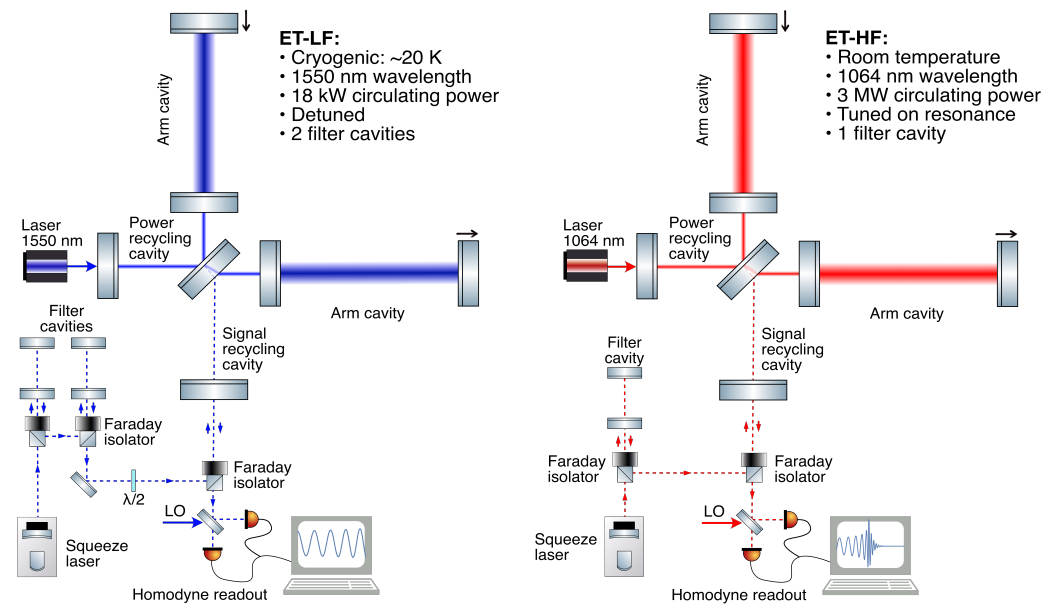 ET-LF:
• Cryogenic: ~20 K
• 1550 nm wavelength
• 18 kW circulating power
• Detuned
• 2 filter cavities
Arm cavity
Laser
1550 nm
Power
recycling
cavity
Arm cavity
Filter
cavities
Signal
recycling
cavity
Faraday
isolator
λ/2
Faraday
isolator
LO
Squeeze
laser
Homodyne readout
ET-HF:
• Room temperature
• 1064 nm wavelength
• 3 MW circulating power
• Tuned on resonance
• 1 filter cavity
Arm cavity
Laser
1064 nm
Power
recycling
cavity
Arm cavity
Filter
cavity
Signal
recycling
cavity
Faraday
isolator
Faraday
isolator
LO
Squeeze
laser
Homodyne readout